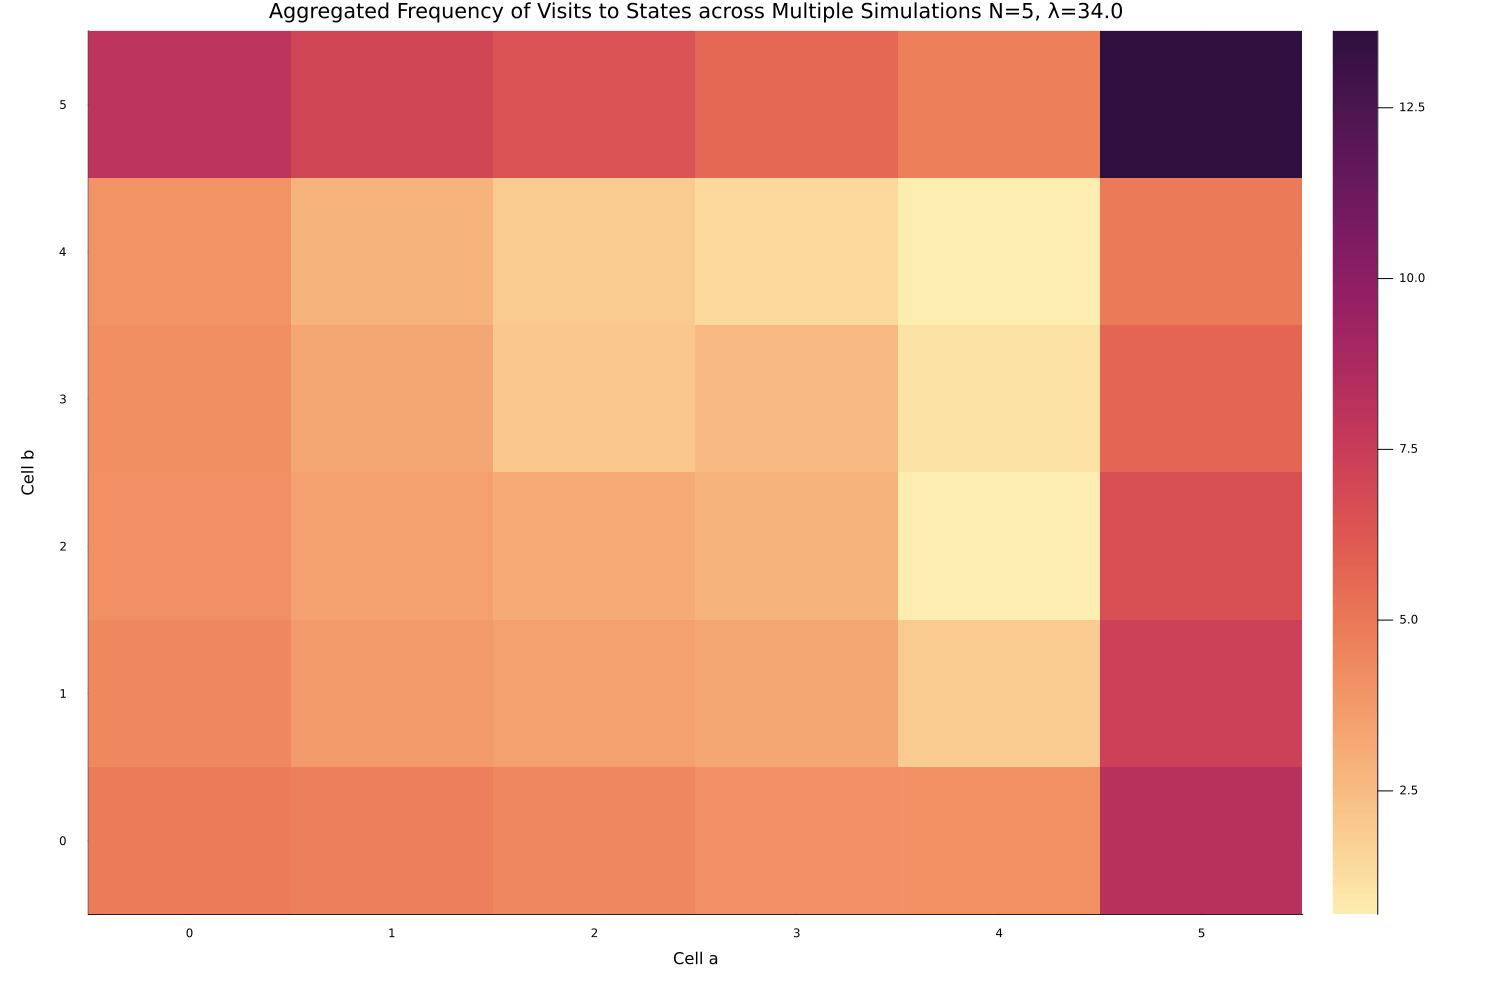 Aggregated Frequency of Visits to States across Multiple Simulations N=5, λ=34.0
5
4
3
2
1
0
Cell b
0 1 2 3 4 5
Cell a
12.5
10.0
7.5
5.0
2.5